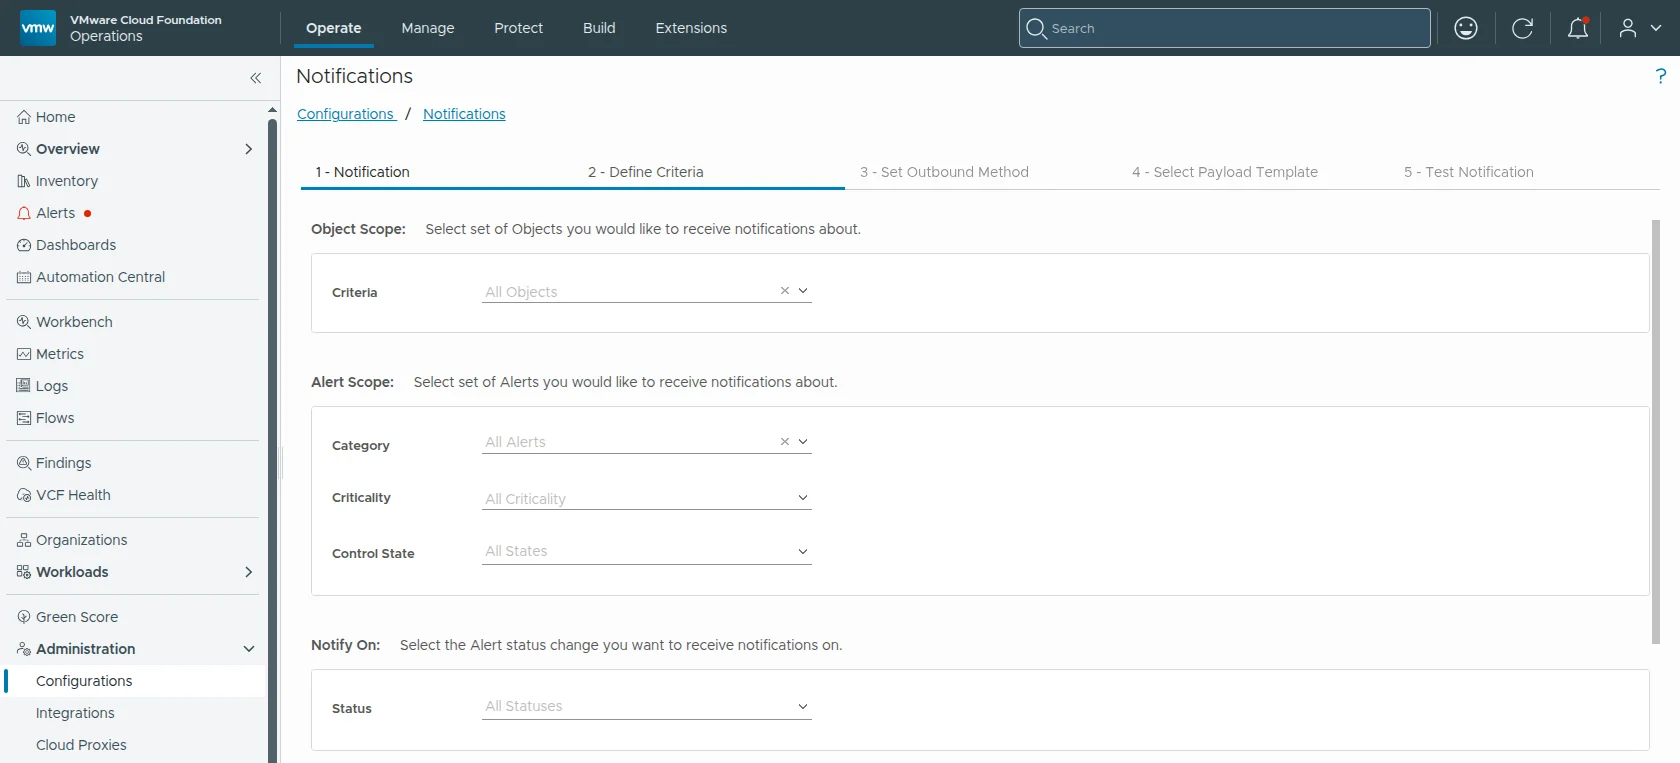 vmw
VMware Cloud Foundation
Operations
Operate
Manage
Protect
Build
Extensions
Search
Home
Overview
Inventory
Alerts
Dashboards
Automation Central
Workbench
Metrics
Logs
Flows
Findings
VCF Health
Organizations
Workloads
Green Score
Administration
Configurations
Integrations
Cloud Proxies
Notifications
?
Configurations / Notifications
1 - Notification
2 - Define Criteria
3 - Set Outbound Method
4 - Select Payload Template
5 - Test Notification
Object Scope: Select set of Objects you would like to receive notifications about.
Criteria All Objects
Alert Scope: Select set of Alerts you would like to receive notifications about.
Category All Alerts
Criticality All Criticality
Control State All States
Notify On: Select the Alert status change you want to receive notifications on.
Status All Statuses